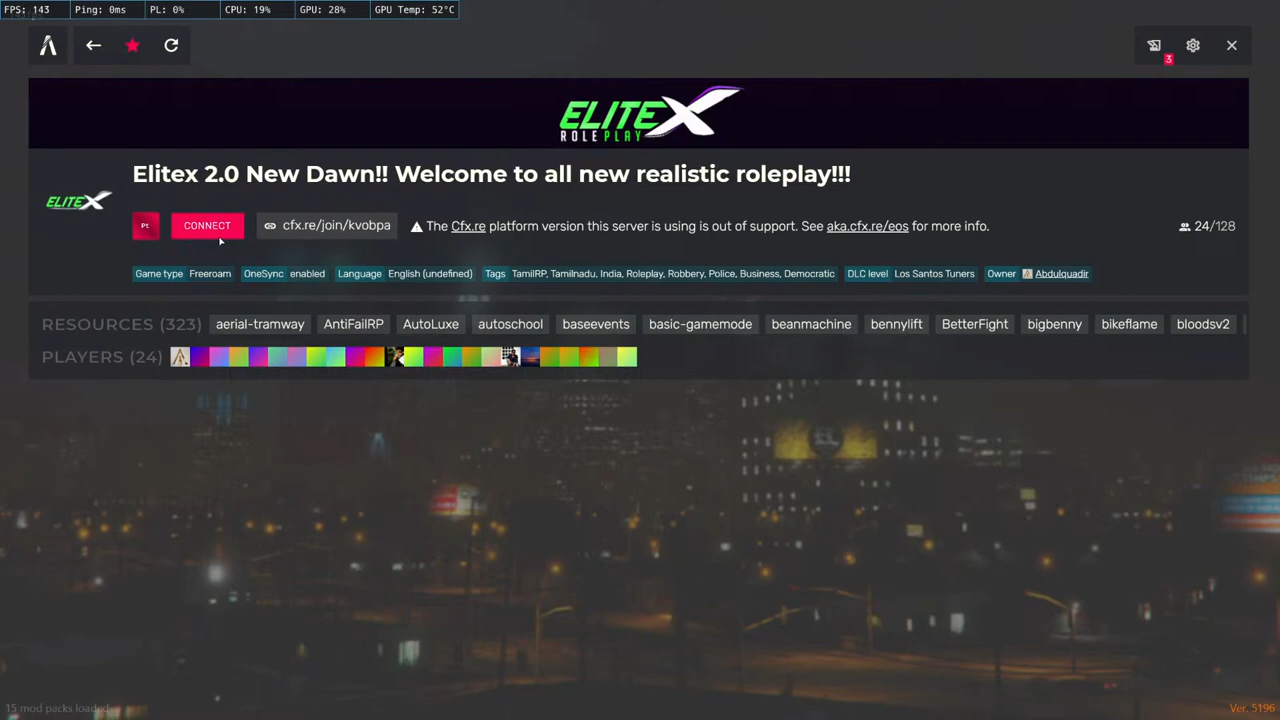 FPS: 143 Ping: 0ms PL: 0% CPU: 19% GPU: 28% GPU Temp: 52°C
3
ELITEX
ROLE PLAY
Elitex 2.0 New Dawn!! Welcome to all new realistic roleplay!!!
ELITEX
Pt CONNECT cfx.re/join/kvobpa The Cfx.re platform version this server is using is out of support. See aka.cfx.re/eos for more info. 24/128
Game type Freeroam OneSync enabled Language English (undefined) Tags TamilRP, Tamilnadu, India, Roleplay, Robbery, Police, Business, Democratic DLC level Los Santos Tuners Owner Abdulquadir
RESOURCES (323) aerial-tramway AntiFailRP AutoLuxe autoschool baseevents basic-gamemode beanmachine bennylift BetterFight bigbenny bikeflame bloodsv2
PLAYERS (24)
15 mod packs loaded
Ver. 5196